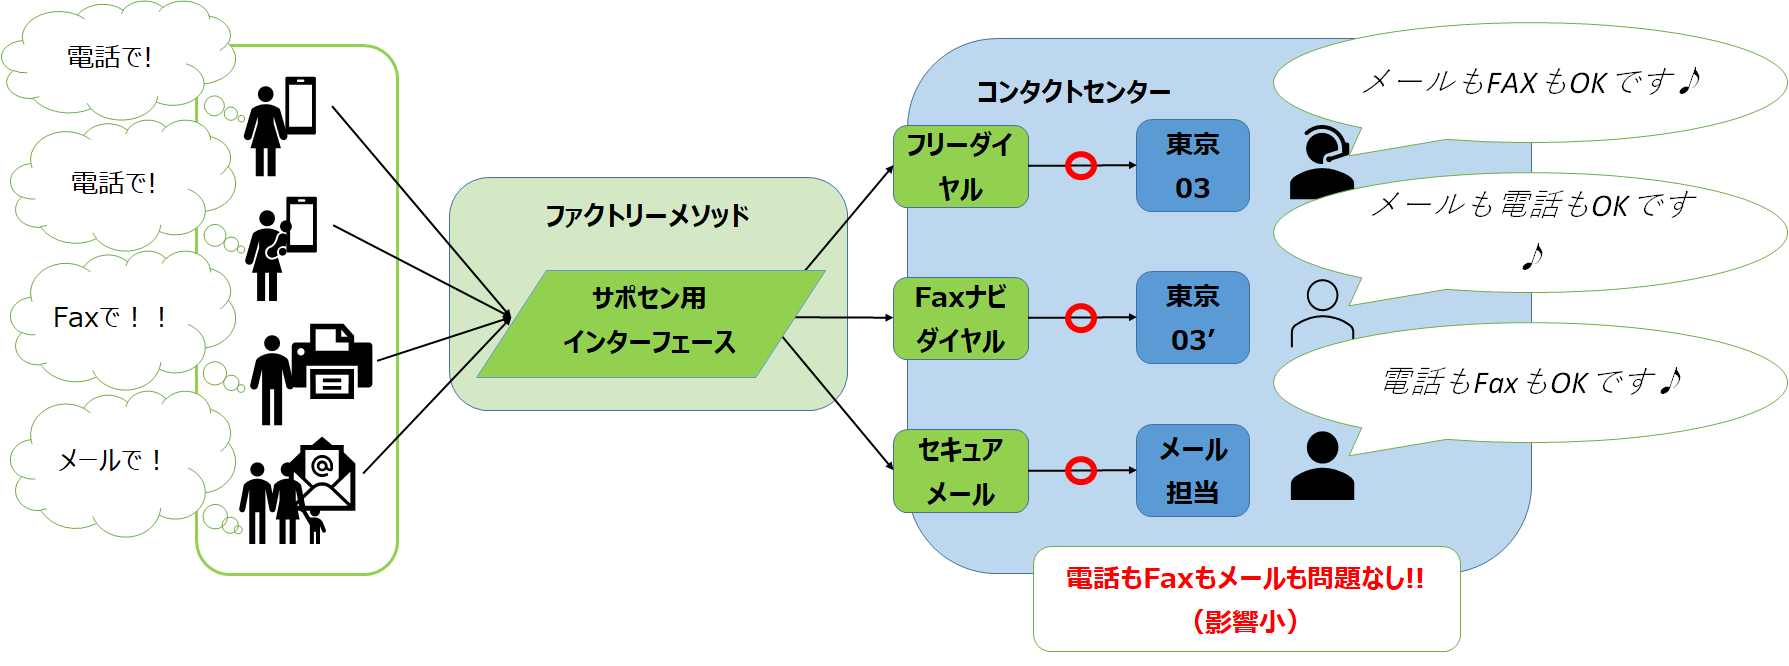 電話で!
電話で!
Faxで！！
メールで！
ファクトリーメソッド
サポセン用
インターフェース
コンタクトセンター
フリーダイ
ヤル
東京
03
メールもFAXもOKです♪
Faxナビ
ダイヤル
東京
03’
メールも電話もOKです
♪
セキュア
メール
メール
担当
電話もFaxもOKです♪
電話もFaxもメールも問題なし!!
（影響小）